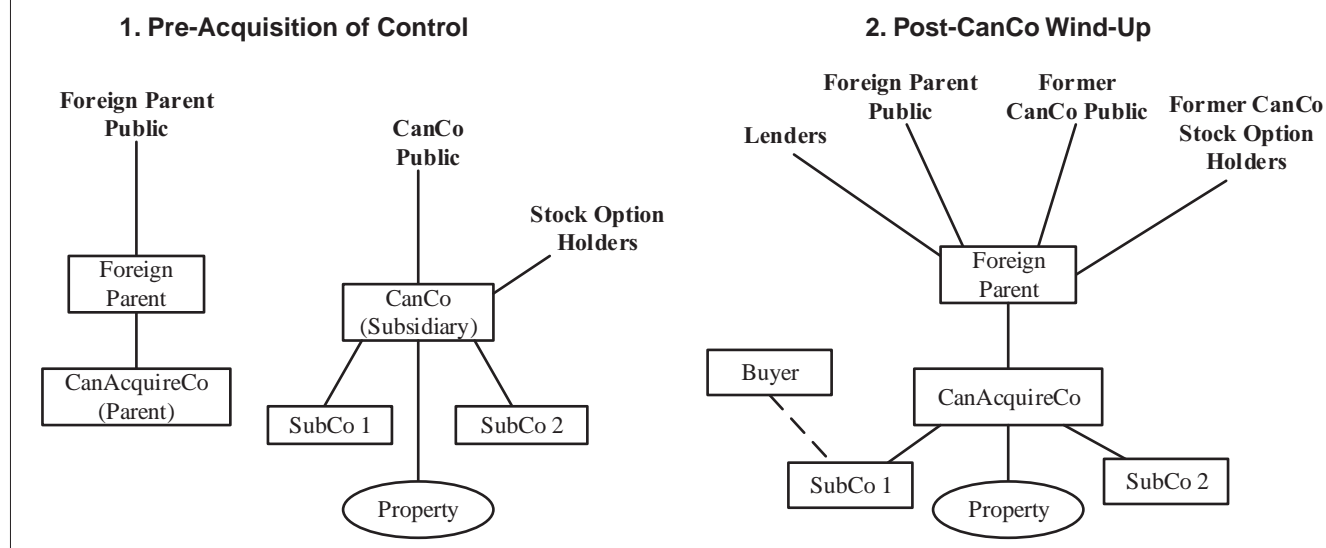 1. Pre-Acquisition of Control
Foreign Parent
Public
CanCo
Public
Stock Option
Holders
Foreign
Parent
CanCo
(Subsidiary)
CanAcquireCo
(Parent)
SubCo 1
SubCo 2
Property
2. Post-CanCo Wind-Up
Lenders
Foreign Parent
Public
Former
CanCo Public
Former CanCo
Stock Option
Holders
Foreign
Parent
Buyer
CanAcquireCo
SubCo 1
Property
SubCo 2